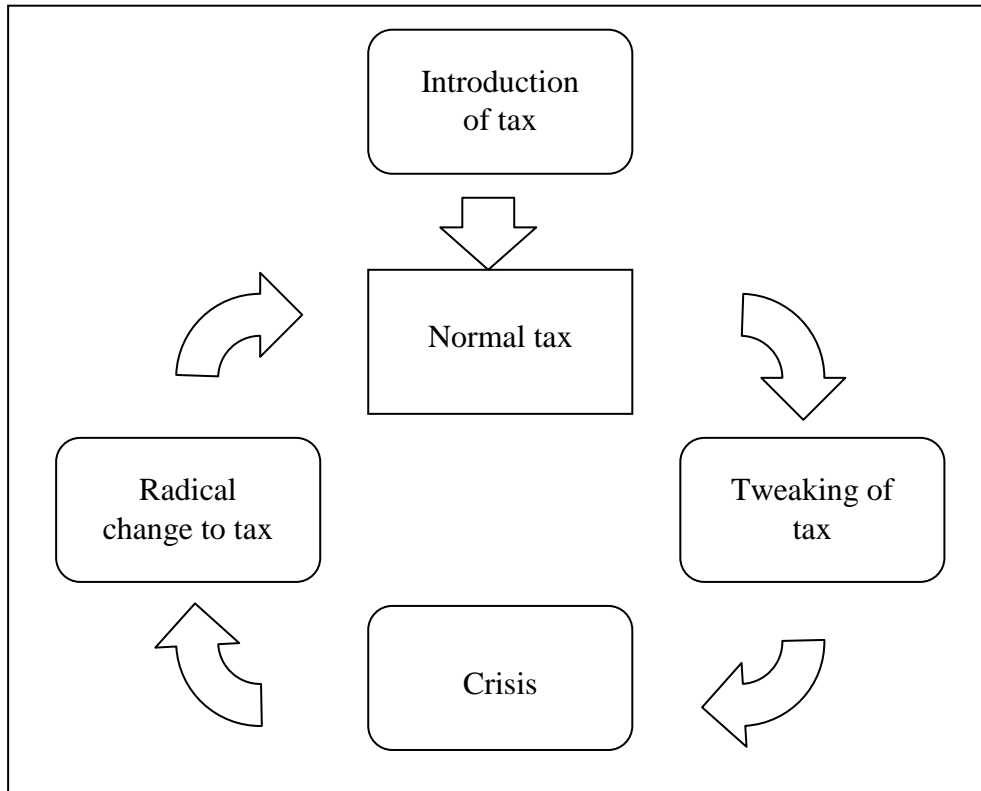 Introduction
of tax
Normal tax
Radical
change to tax
Tweaking of
tax
Crisis